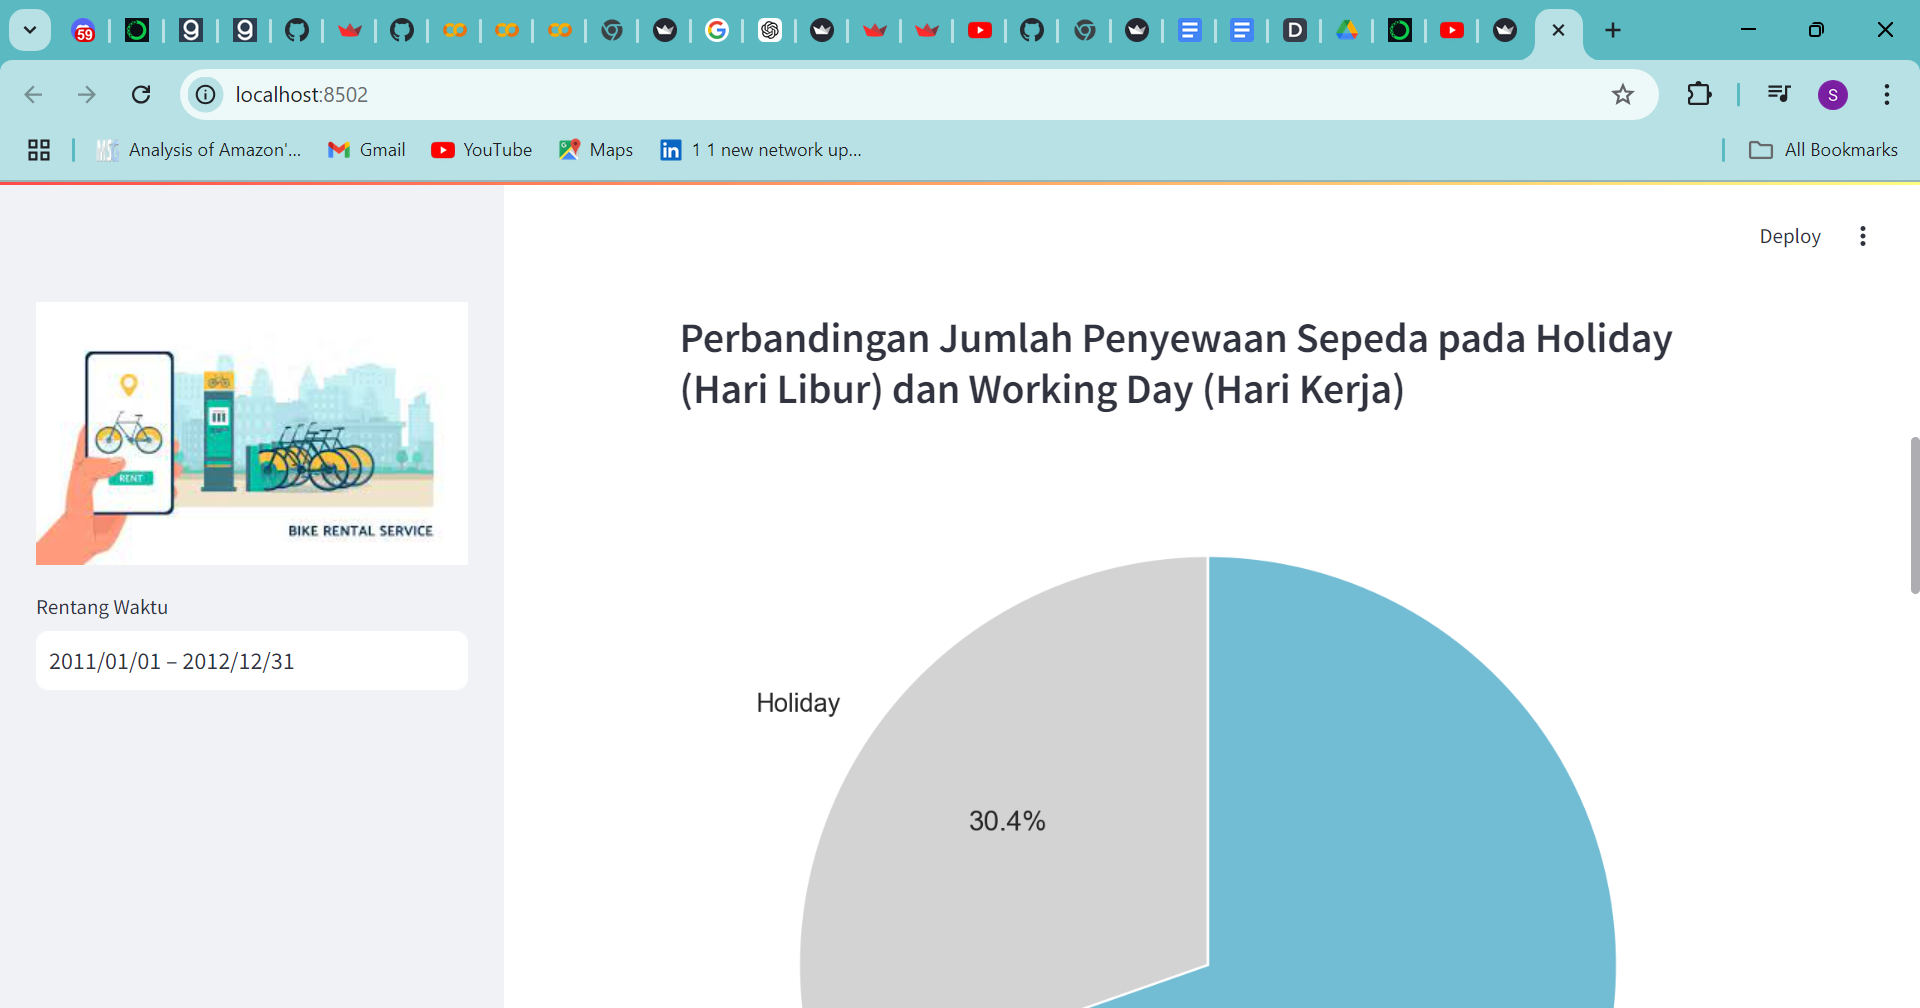 59
localhost:8502
S
Analysis of Amazon'...
Gmail
YouTube
Maps
1 1 new network up...
All Bookmarks
Deploy
RENT
BIKE RENTAL SERVICE
Rentang Waktu
2011/01/01 – 2012/12/31
Perbandingan Jumlah Penyewaan Sepeda pada Holiday
(Hari Libur) dan Working Day (Hari Kerja)
Holiday
30.4%